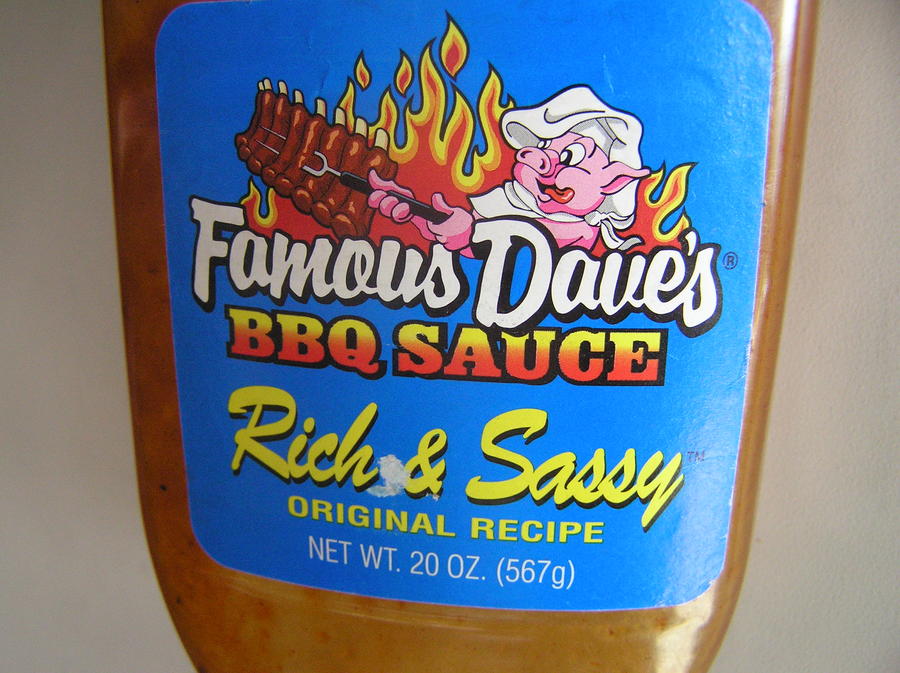 Famous Dave's®
BBQ SAUCE
Rich & Sassy™
ORIGINAL RECIPE
NET WT. 20 OZ. (567g)